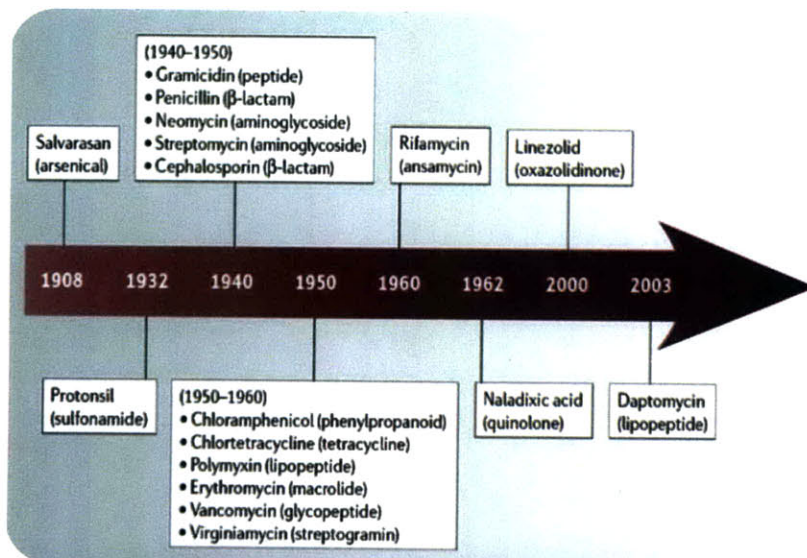 (1940–1950)
• Gramicidin (peptide)
• Penicillin (β-lactam)
• Neomycin (aminoglycoside)
• Streptomycin (aminoglycoside)
• Cephalosporin (β-lactam)
Salvarasan
(arsenical)
Rifamycin
(ansamycin)
Linezolid
(oxazolidinone)
1908 1932 1940 1950 1960 1962 2000 2003
Protonsil
(sulfonamide)
(1950–1960)
• Chloramphenicol (phenylpropanoid)
• Chlortetracycline (tetracycline)
• Polymyxin (lipopeptide)
• Erythromycin (macrolide)
• Vancomycin (glycopeptide)
• Virginiamycin (streptogramin)
Naladixic acid
(quinolone)
Daptomycin
(lipopeptide)